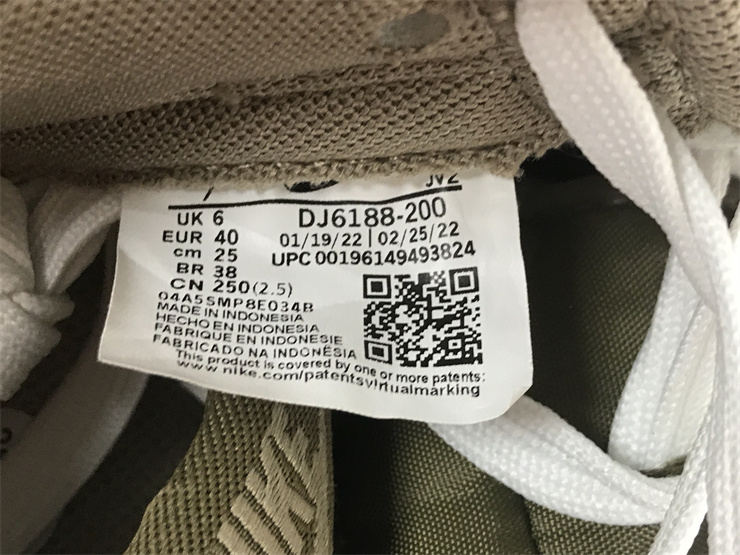 7
JV2
UK 6
EUR 40
cm 25
BR 38
CN 250(2.5)
DJ6188-200
01/19/22 | 02/25/22
UPC 00196149493824
04A5SMP8E034B
MADE IN INDONESIA
HECHO EN INDONESIA
FABRIQUE EN INDONESIE
FABRICADO NA INDONÉSIA
This product is covered by one or more patents:
www.nike.com/patentsvirtualmarking
NIKE